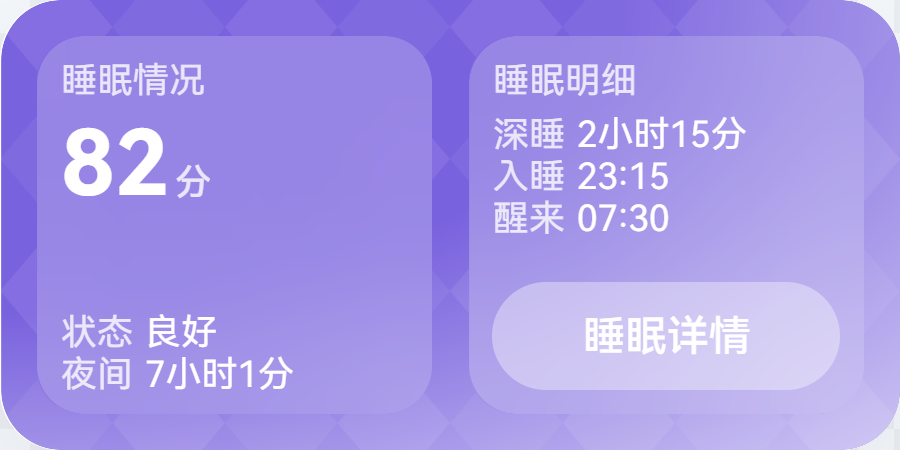 睡眠情况
82分
状态 良好
夜间 7小时1分
睡眠明细
深睡 2小时15分
入睡 23:15
醒来 07:30
睡眠详情